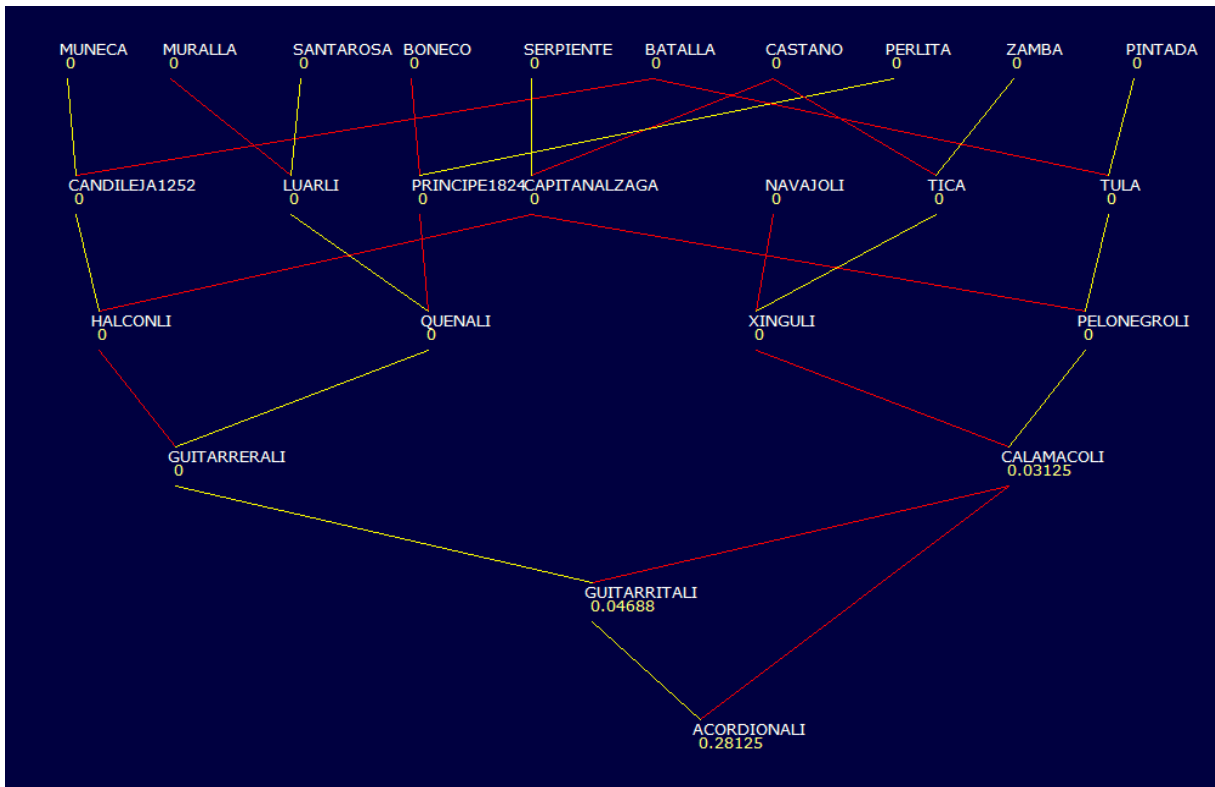 MUNECA MURALLA SANTAROSA BONECO SERPIENTE BATALLA CASTANO PERLITA ZAMBA PINTADA
0 0 0 0 0 0 0 0 0 0
CANDILEJA1252 LUARLI PRINCIPE1824 CAPITANALZAGA NAVAJOLI TICA TULA
0 0 0 0 0 0 0
HALCONLI QUENALI XINGULI PELONEGROLI
0 0 0 0
GUITARRERALI CALAMACOLI
0 0.03125
GUITARRITALI
0.04688
ACORDIONALI
0.28125